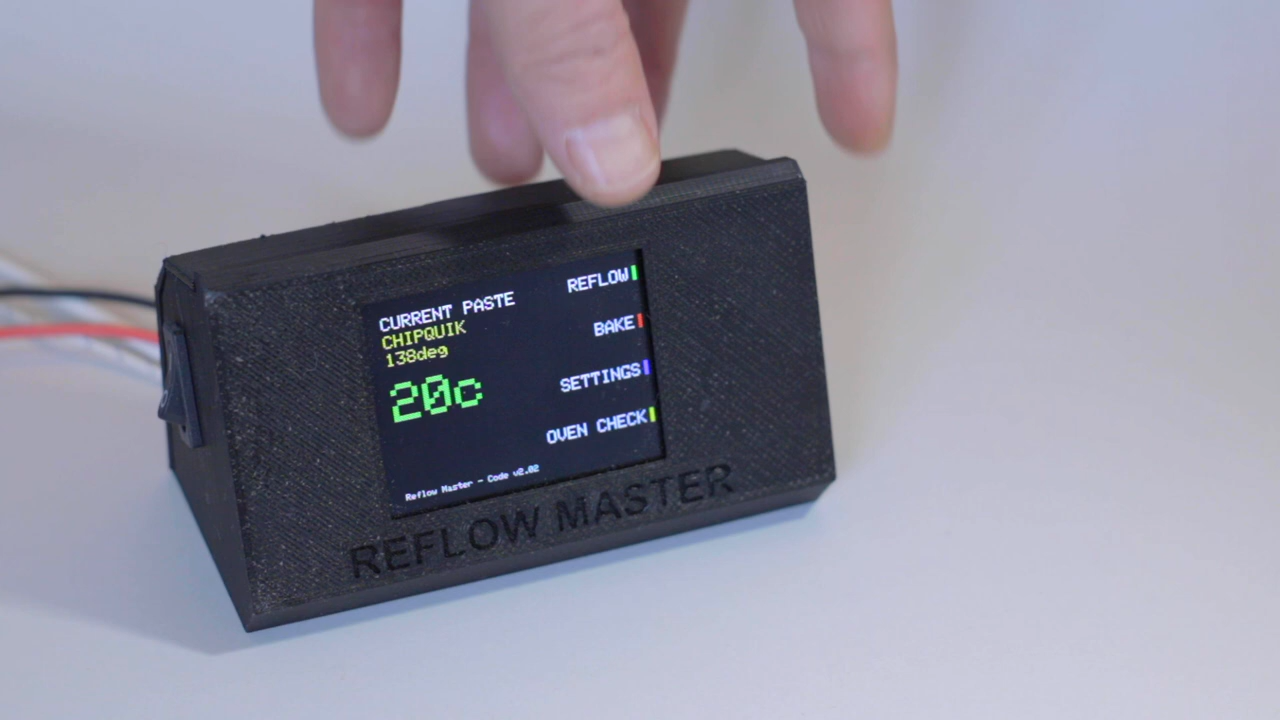 CURRENT PASTE
CHIPQUIK
138deg
20c
REFLOW
BAKE
SETTINGS
OVEN CHECK
Reflow Master - Code v2.02
REFLOW MASTER